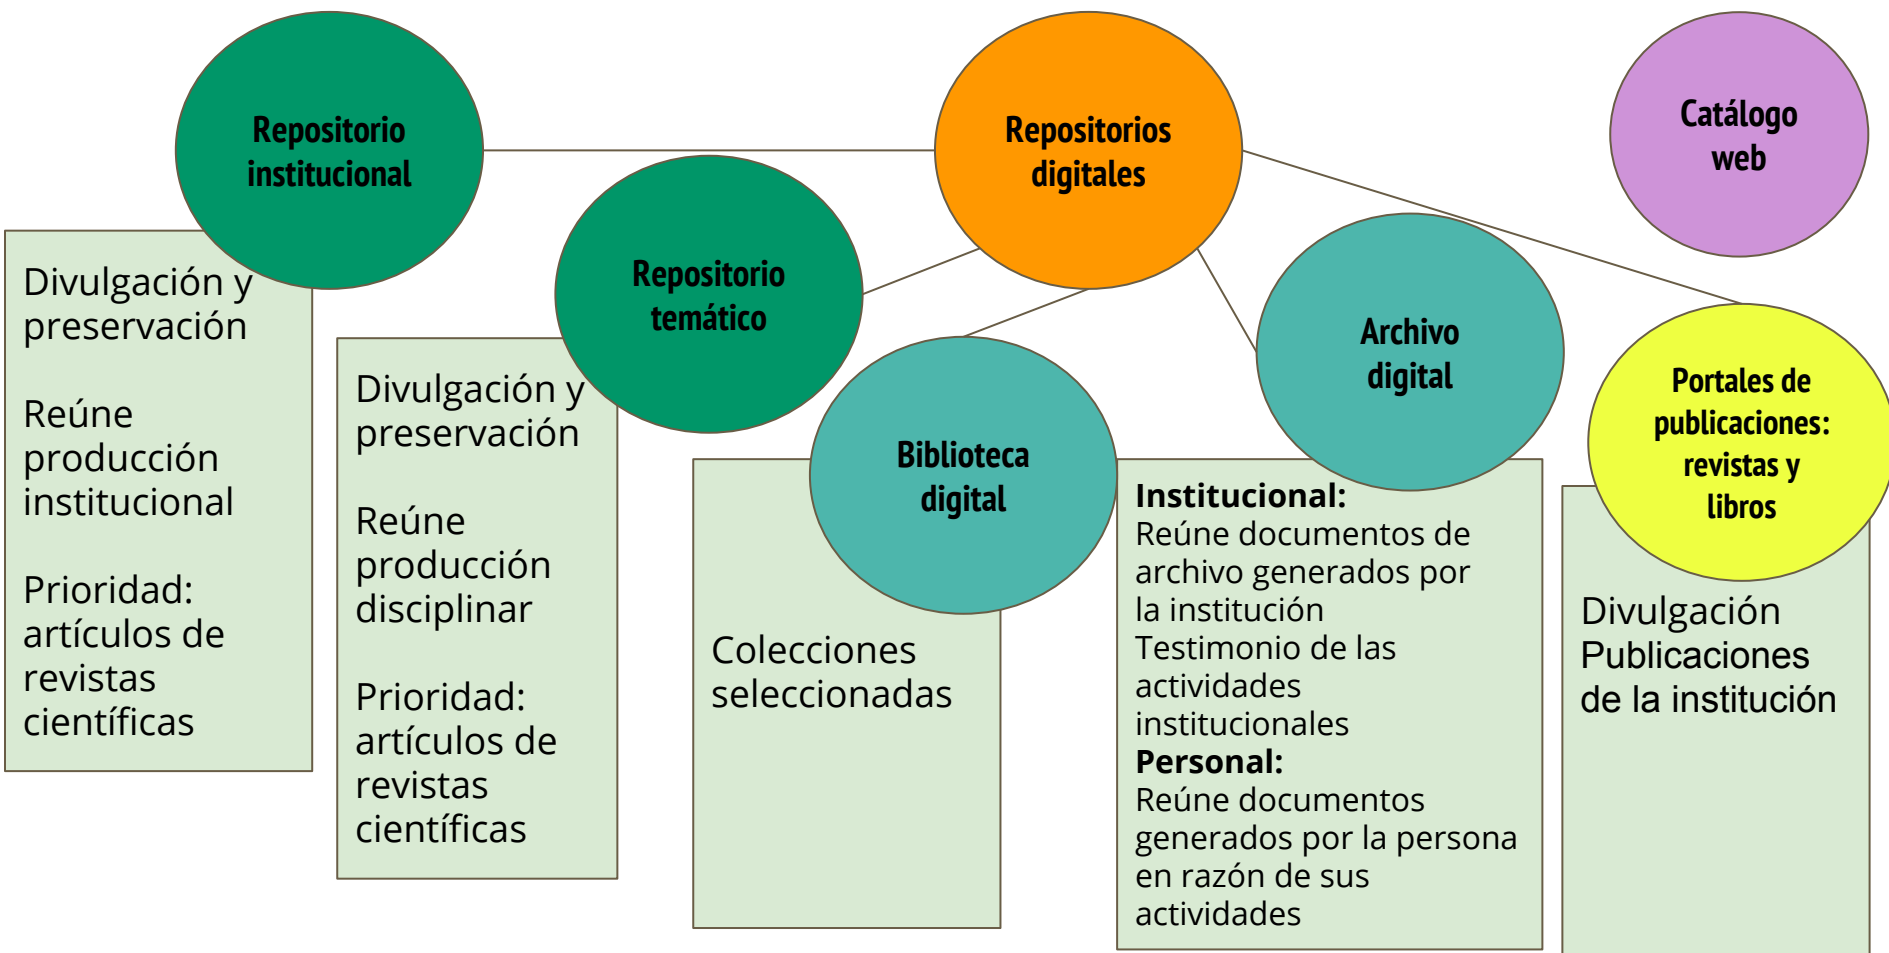 Repositorio
institucional
Repositorios
digitales
Catálogo
web
Repositorio
temático
Archivo
digital
Biblioteca
digital
Portales de
publicaciones:
revistas y
libros
Divulgación y
preservación
Reúne
producción
institucional
Prioridad:
artículos de
revistas
científicas
Divulgación y
preservación
Reúne
producción
disciplinar
Prioridad:
artículos de
revistas
científicas
Colecciones
seleccionadas
Institucional:
Reúne documentos de
archivo generados por
la institución
Testimonio de las
actividades
institucionales
Personal:
Reúne documentos
generados por la persona
en razón de sus
actividades
Divulgación
Publicaciones
de la institución